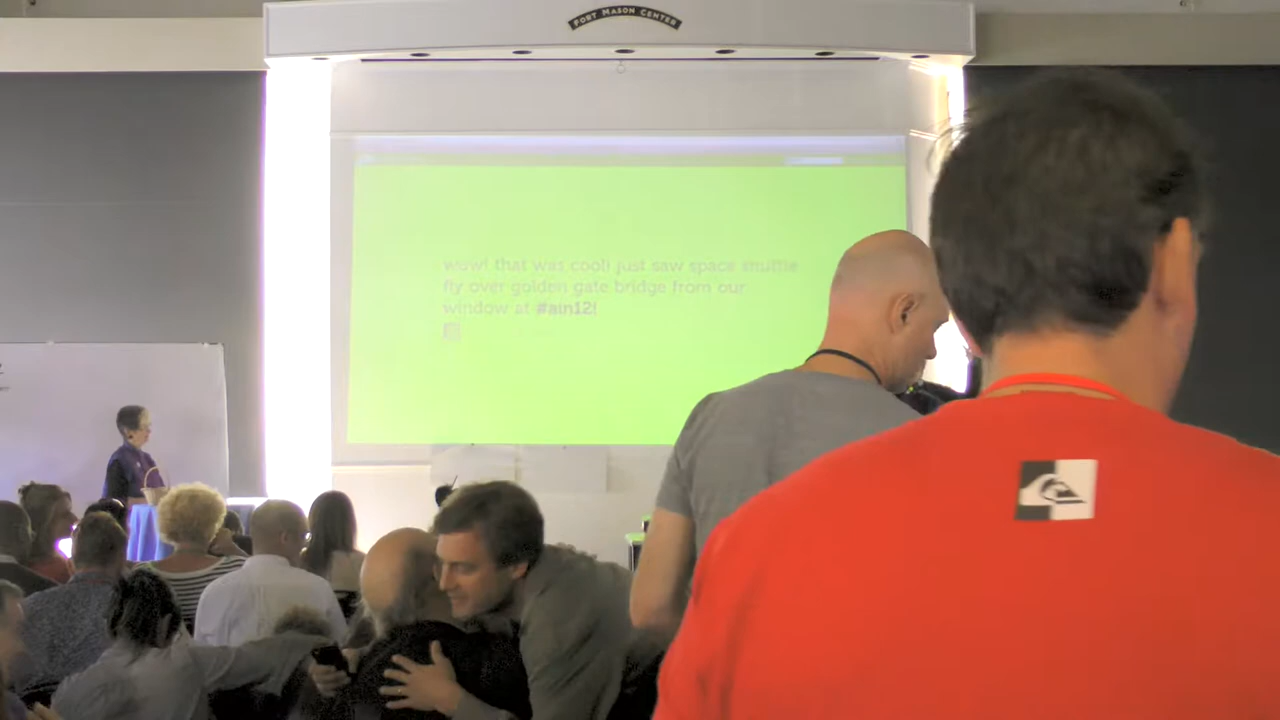 FORT MASON CENTER
wow! that was cool! just saw space shuttle
fly over golden gate bridge from our
window at #ain12!